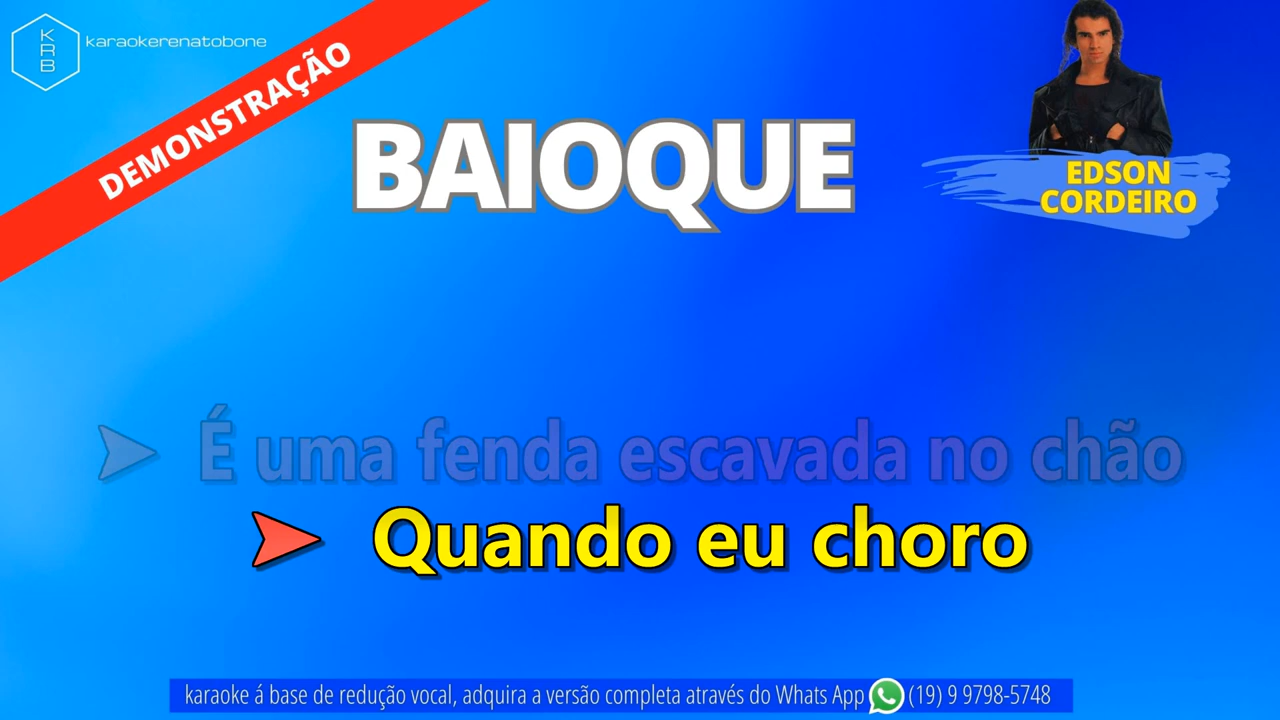 K
R
B
karaokerenatobone
DEMONSTRAÇÃO
BAIOQUE
EDSON
CORDEIRO
É uma fenda escavada no chão
Quando eu choro
karaoke á base de redução vocal, adquira a versão completa através do Whats App (19) 9 9798-5748